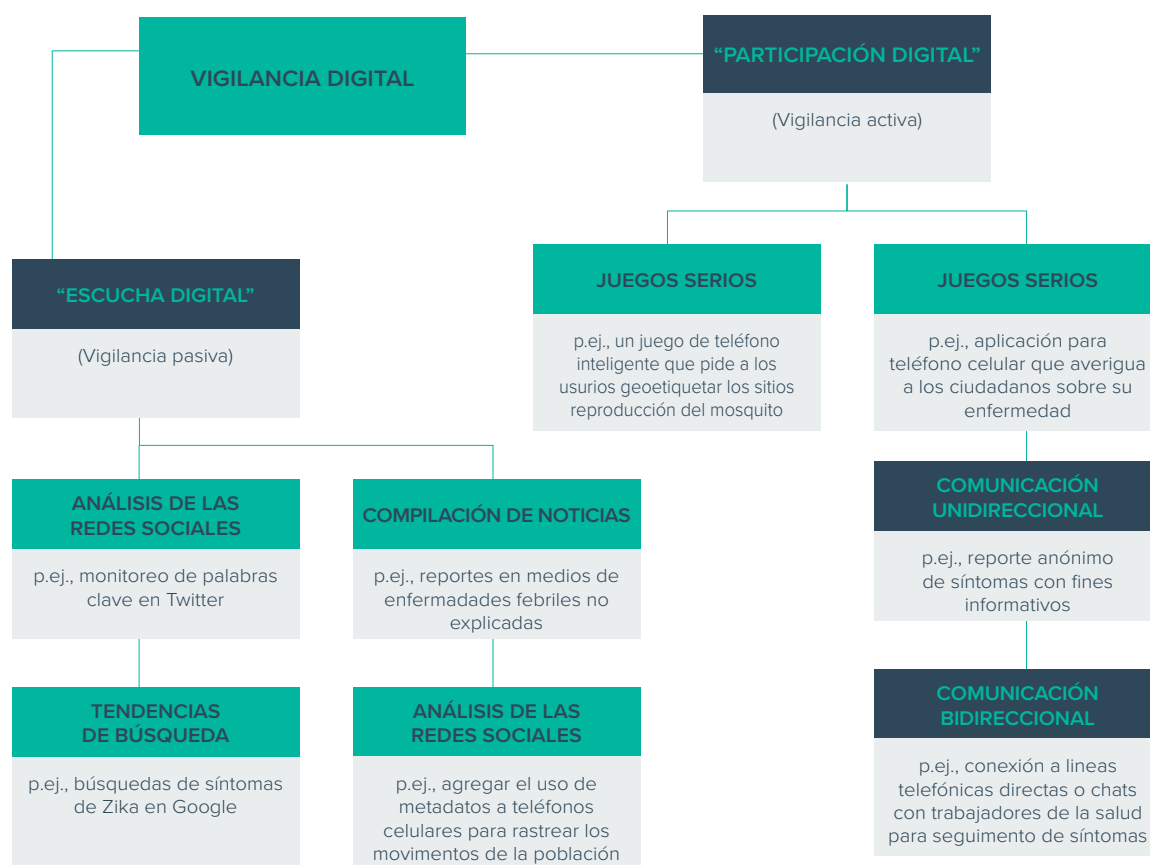 VIGILANCIA DIGITAL
“PARTICIPACIÓN DIGITAL”
(Vigilancia activa)
“ESCUCHA DIGITAL”
(Vigilancia pasiva)
JUEGOS SERIOS
p.ej., un juego de teléfono
inteligente que pide a los
usurios geoetiquetar los sitios
reproducción del mosquito
JUEGOS SERIOS
p.ej., aplicación para
teléfono celular que averigua
a los ciudadanos sobre su
enfermedad
ANÁLISIS DE LAS
REDES SOCIALES
p.ej., monitoreo de palabras
clave en Twitter
COMPILACIÓN DE NOTICIAS
p.ej., reportes en medios de
enfermadades febriles no
explicadas
COMUNICACIÓN
UNIDIRECCIONAL
p.ej., reporte anónimo
de síntomas con fines
informativos
TENDENCIAS
DE BÚSQUEDA
p.ej., búsquedas de síntomas
de Zika en Google
ANÁLISIS DE LAS
REDES SOCIALES
p.ej., agregar el uso de
metadatos a teléfonos
celulares para rastrear los
movimentos de la población
COMUNICACIÓN
BIDIRECCIONAL
p.ej., conexión a lineas
telefónicas directas o chats
con trabajadores de la salud
para seguimento de síntomas